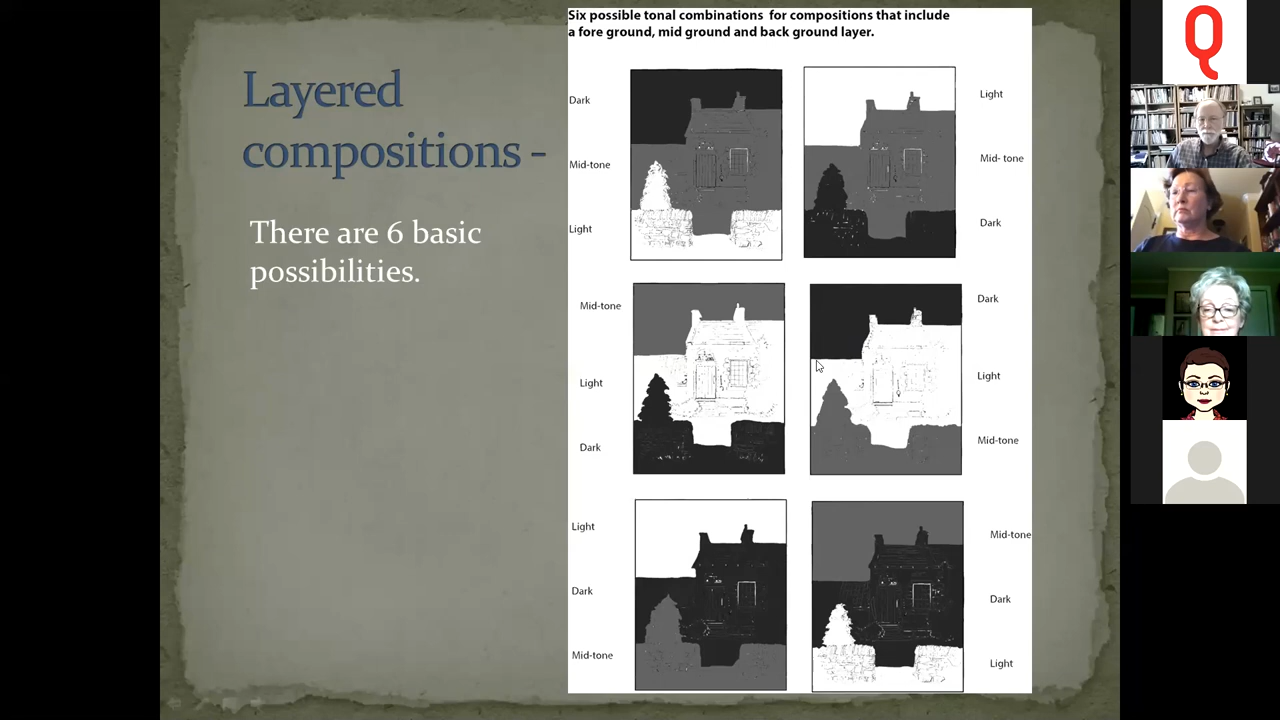 Layered
compositions -
There are 6 basic
possibilities.
Six possible tonal combinations for compositions that include
a fore ground, mid ground and back ground layer.
Dark
Mid-tone
Light
Light
Mid- tone
Dark
Mid-tone
Light
Dark
Dark
Light
Mid-tone
Light
Dark
Mid-tone
Mid-tone
Dark
Light
Q